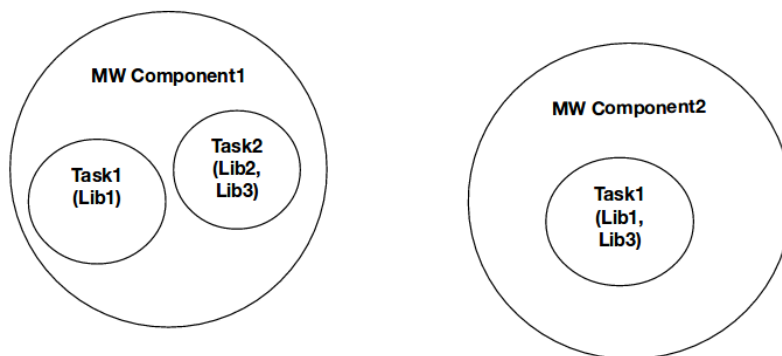 MW Component1
Task1
(Lib1)
Task2
(Lib2,
Lib3)
MW Component2
Task1
(Lib1,
Lib3)